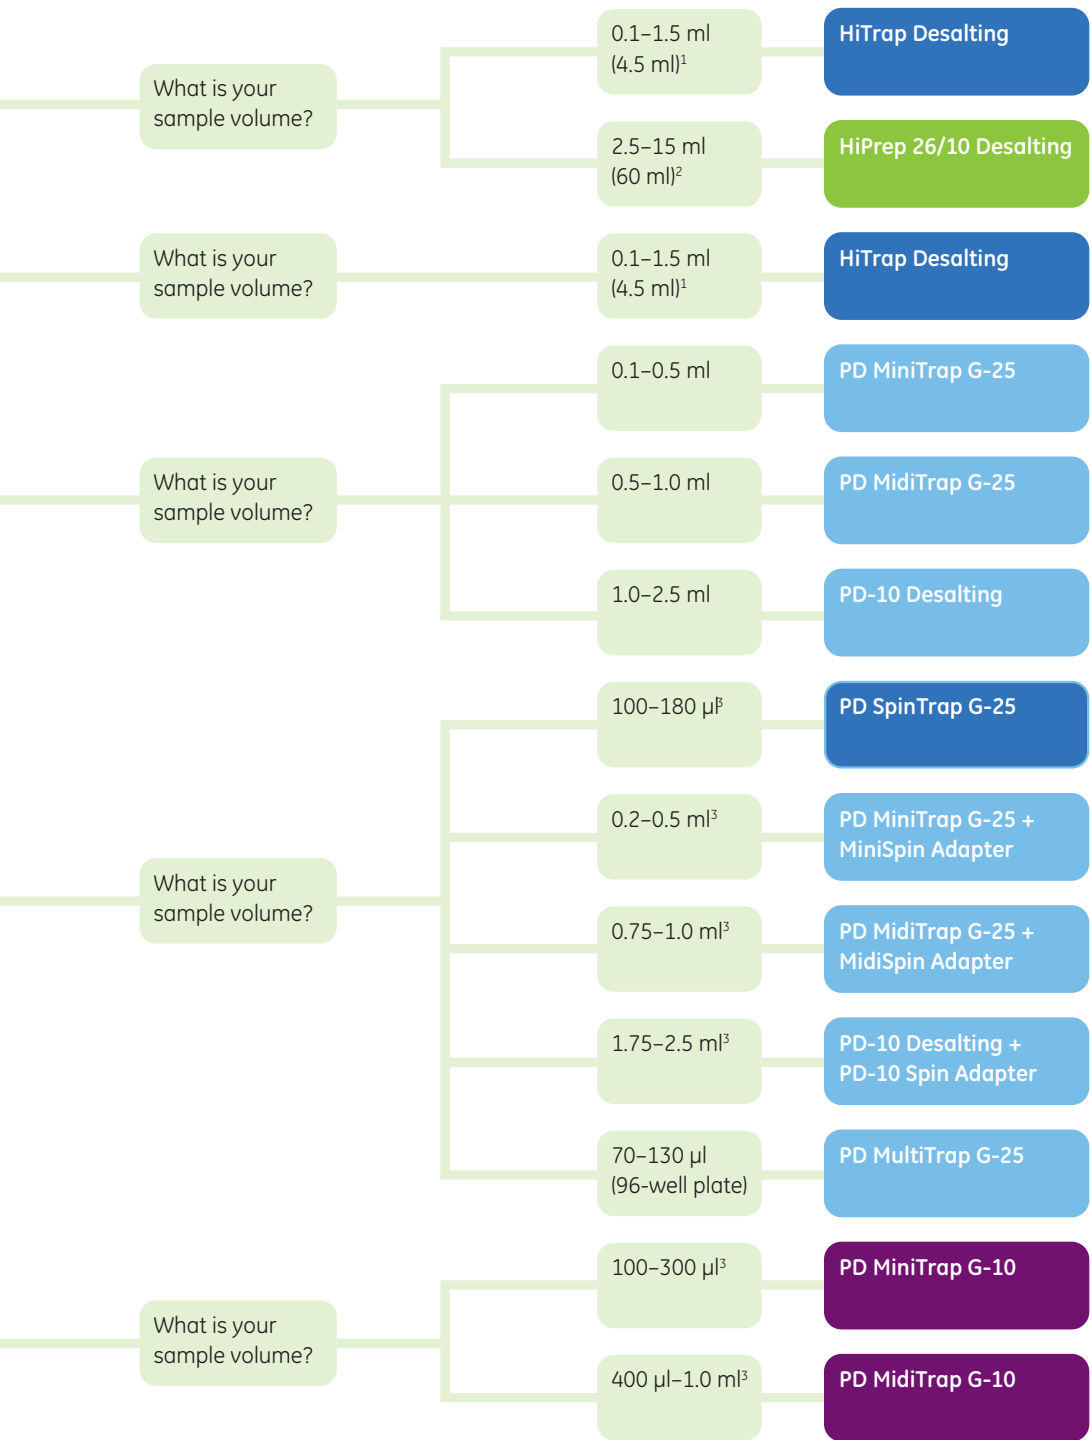 What is your
sample volume?
0.1–1.5 ml
(4.5 ml)¹
HiTrap Desalting
2.5–15 ml
(60 ml)²
HiPrep 26/10 Desalting
What is your
sample volume?
0.1–1.5 ml
(4.5 ml)¹
HiTrap Desalting
What is your
sample volume?
0.1–0.5 ml
PD MiniTrap G-25
0.5–1.0 ml
PD MidiTrap G-25
1.0–2.5 ml
PD-10 Desalting
What is your
sample volume?
100–180 µl³
PD SpinTrap G-25
0.2–0.5 ml³
PD MiniTrap G-25 +
MiniSpin Adapter
0.75–1.0 ml³
PD MidiTrap G-25 +
MidiSpin Adapter
1.75–2.5 ml³
PD-10 Desalting +
PD-10 Spin Adapter
70–130 µl
(96-well plate)
PD MultiTrap G-25
What is your
sample volume?
100–300 µl³
PD MiniTrap G-10
400 µl–1.0 ml³
PD MidiTrap G-10